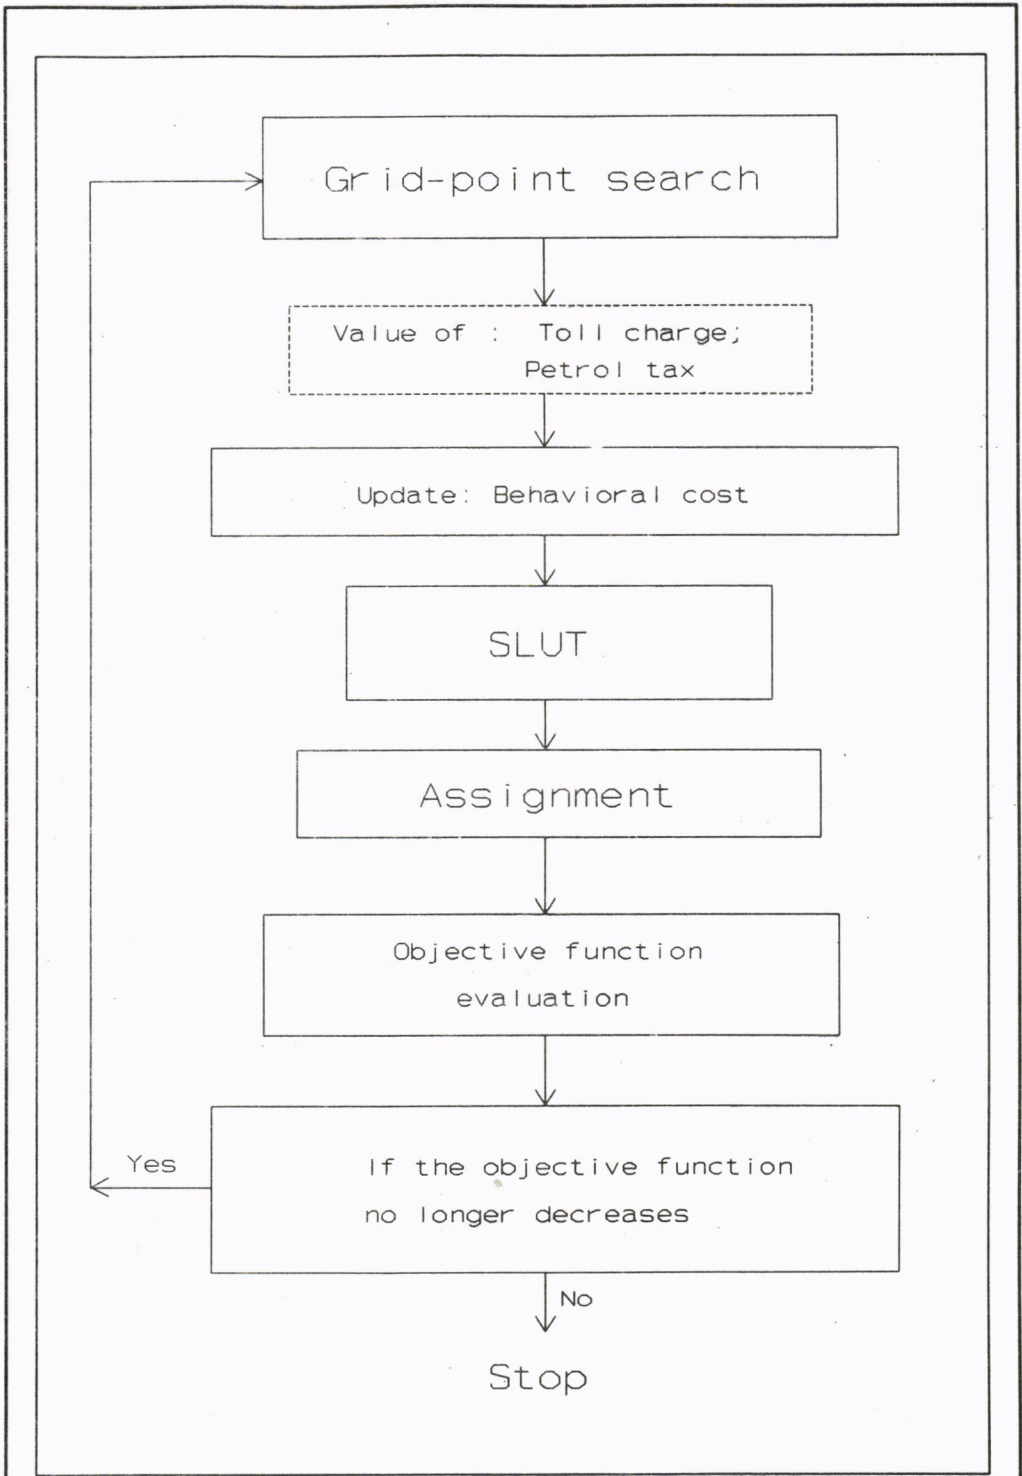 Grid-point search
Value of : Toll charge;
Petrol tax
Update: Behavioral cost
SLUT
Assignment
Objective function
evaluation
If the objective function
no longer decreases
Yes
No
Stop